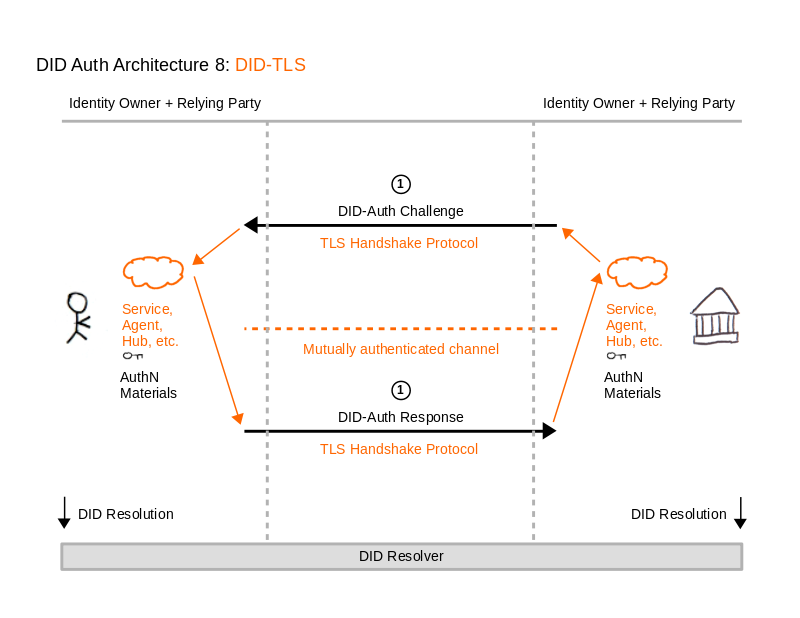 DID Auth Architecture 8: DID-TLS
Identity Owner + Relying Party
Identity Owner + Relying Party
1
DID-Auth Challenge
TLS Handshake Protocol
Service,
Agent,
Hub, etc.
AuthN
Materials
Service,
Agent,
Hub, etc.
AuthN
Materials
Mutually authenticated channel
1
DID-Auth Response
TLS Handshake Protocol
DID Resolution
DID Resolution
DID Resolver